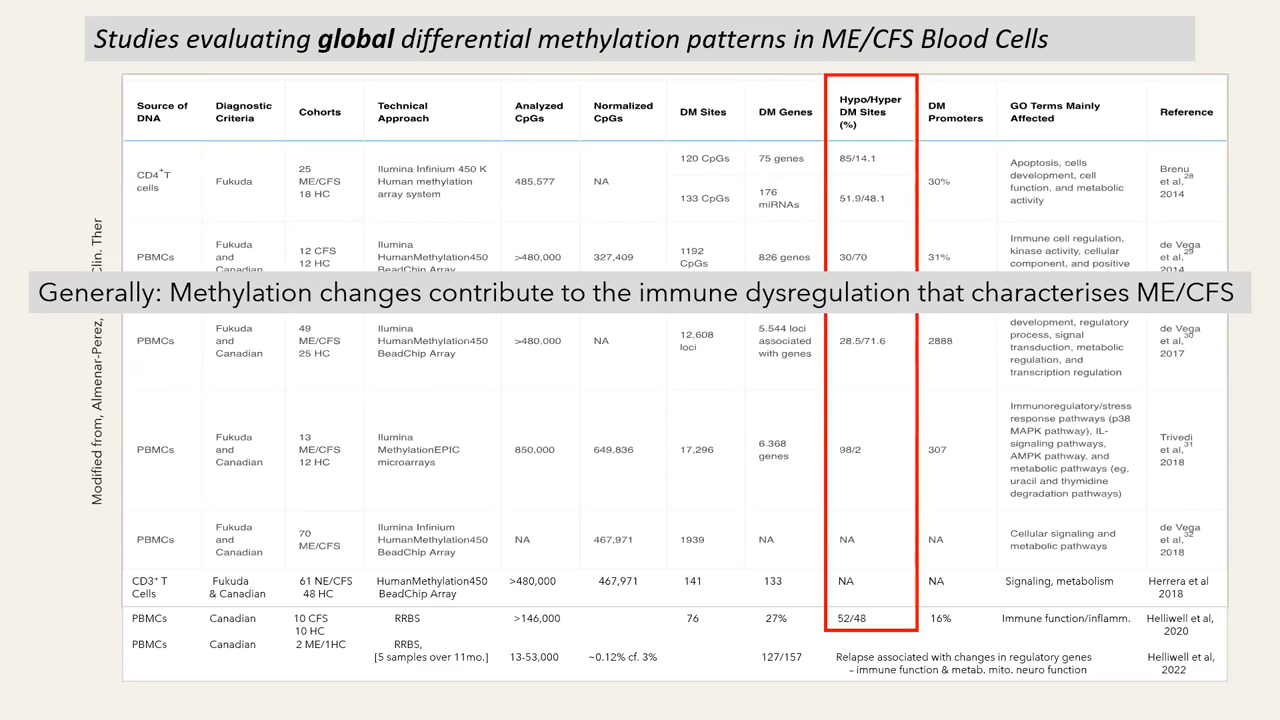 Studies evaluating global differential methylation patterns in ME/CFS Blood Cells
Source of DNA	Diagnostic Criteria	Cohorts	Technical Approach	Analyzed CpGs	Normalized CpGs	DM Sites	DM Genes	Hypo/Hyper DM Sites (%)	DM Promoters	GO Terms Mainly Affected	Reference
CD4+T cells	Fukuda	25 ME/CFS 18 HC	Ilumina Infinium 450 K Human methylation array system	485,577	NA	120 CpGs	75 genes	85/14.1	30%	Apoptosis, cells development, cell function, and metabolic activity	Brenu et al,28 2014
133 CpGs	176 miRNAs	51.9/48.1
PBMCs	Fukuda and Canadian	12 CFS 12 HC	Ilumina HumanMethylation450 BeadChip Array	>480,000	327,409	1192 CpGs	826 genes	30/70	31%	Immune cell regulation, kinase activity, cellular component, and positive	de Vega et al,29 2014
Generally: Methylation changes contribute to the immune dysregulation that characterises ME/CFS
PBMCs	Fukuda and Canadian	49 ME/CFS 25 HC	Ilumina HumanMethylation450 BeadChip Array	>480,000	NA	12,608 loci	5.544 loci associated with genes	28.5/71.6	2888	development, regulatory process, signal transduction, metabolic regulation, and transcription regulation	de Vega et al,30 2017
PBMCs	Fukuda and Canadian	13 ME/CFS 12 HC	Ilumina MethylationEPIC microarrays	850,000	649,836	17,296	6.368 genes	98/2	307	Immunoregulatory/stress response pathways (p38 MAPK pathway), IL-signaling pathways, AMPK pathway, and metabolic pathways (eg, uracil and thymidine degradation pathways)	Trivedi et al,31 2018
PBMCs	Fukuda and Canadian	70 ME/CFS	Ilumina Infinium HumanMethylation450 BeadChip Array	NA	467,971	1939	NA	NA	NA	Cellular signaling and metabolic pathways	de Vega et al,32 2018
CD3+ T Cells	Fukuda & Canadian	61 NE/CFS 48 HC	HumanMethylation450 BeadChip Array	>480,000	467,971	141	133	NA	NA	Signaling, metabolism	Herrera et al 2018
PBMCs	Canadian	10 CFS 10 HC	RRBS	>146,000	76	27%	52/48	16%	Immune function/inflamm.	Helliwell et al, 2020
PBMCs	Canadian	2 ME/1HC	RRBS, [5 samples over 11mo.]	13-53,000	~0.12% cf. 3%	127/157	Relapse associated with changes in regulatory genes – immune function & metab. mito. neuro function	Helliwell et al, 2022
Modified from, Almenar-Perez,
Clin. Ther